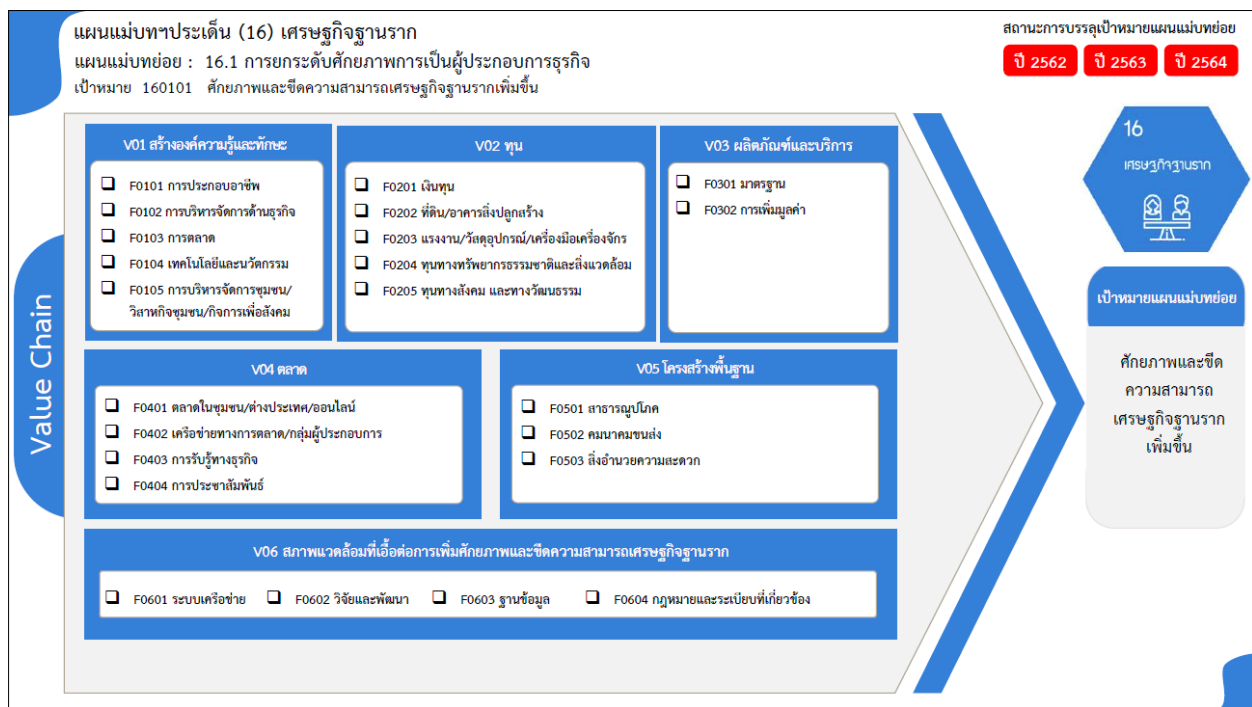 แผนแม่บทฯประเด็น (16) เศรษฐกิจฐานราก
แผนแม่บทย่อย : 16.1 การยกระดับศักยภาพการเป็นผู้ประกอบการธุรกิจ
เป้าหมาย 160101 ศักยภาพและขีดความสามารถเศรษฐกิจฐานรากเพิ่มขึ้น
สถานะการบรรลุเป้าหมายแผนแม่บทย่อย
ปี 2562 ปี 2563 ปี 2564
Value Chain
V01 สร้างองค์ความรู้และทักษะ
F0101 การประกอบอาชีพ
F0102 การบริหารจัดการด้านธุรกิจ
F0103 การตลาด
F0104 เทคโนโลยีและนวัตกรรม
F0105 การบริหารจัดการชุมชน/
วิสาหกิจชุมชน/กิจการเพื่อสังคม
V02 ทุน
F0201 เงินทุน
F0202 ที่ดิน/อาคารสิ่งปลูกสร้าง
F0203 แรงงาน/วัสดุอุปกรณ์/เครื่องมือเครื่องจักร
F0204 ทุนทางทรัพยากรธรรมชาติและสิ่งแวดล้อม
F0205 ทุนทางสังคม และทางวัฒนธรรม
V03 ผลิตภัณฑ์และบริการ
F0301 มาตรฐาน
F0302 การเพิ่มมูลค่า
V04 ตลาด
F0401 ตลาดในชุมชน/ต่างประเทศ/ออนไลน์
F0402 เครือข่ายทางการตลาด/กลุ่มผู้ประกอบการ
F0403 การรับรู้ทางธุรกิจ
F0404 การประชาสัมพันธ์
V05 โครงสร้างพื้นฐาน
F0501 สาธารณูปโภค
F0502 คมนาคมขนส่ง
F0503 สิ่งอำนวยความสะดวก
V06 สภาพแวดล้อมที่เอื้อต่อการเพิ่มศักยภาพและขีดความสามารถเศรษฐกิจฐานราก
F0601 ระบบเครือข่าย F0602 วิจัยและพัฒนา F0603 ฐานข้อมูล F0604 กฎหมายและระเบียบที่เกี่ยวข้อง
16
เศรษฐกิจฐานราก
เป้าหมายแผนแม่บทย่อย
ศักยภาพและขีด
ความสามารถ
เศรษฐกิจฐานราก
เพิ่มขึ้น